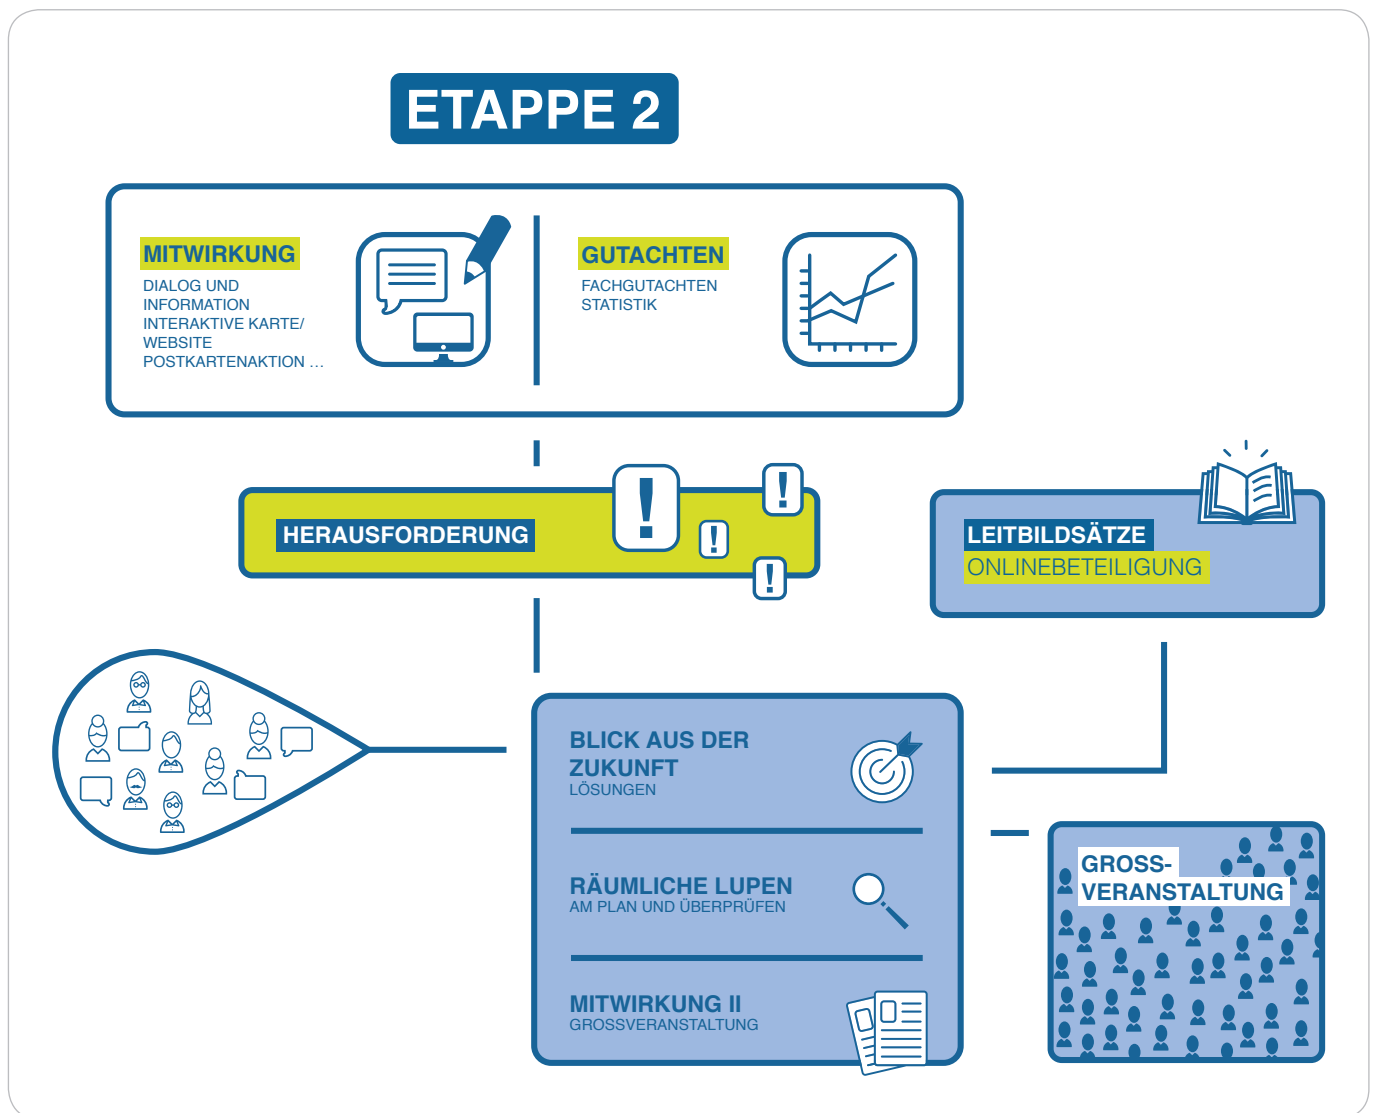 ETAPPE 2
MITWIRKUNG
DIALOG UND
INFORMATION
INTERAKTIVE KARTE/
WEBSITE
POSTKARTENAKTION ...
GUTACHTEN
FACHGUTACHTEN
STATISTIK
HERAUSFORDERUNG
!
!
!
!
LEITBILDSÄTZE
ONLINEBETEILIGUNG
BLICK AUS DER
ZUKUNFT
LÖSUNGEN
RÄUMLICHE LUPEN
AM PLAN UND ÜBERPRÜFEN
MITWIRKUNG II
GROSSVERANSTALTUNG
GROSS-
VERANSTALTUNG